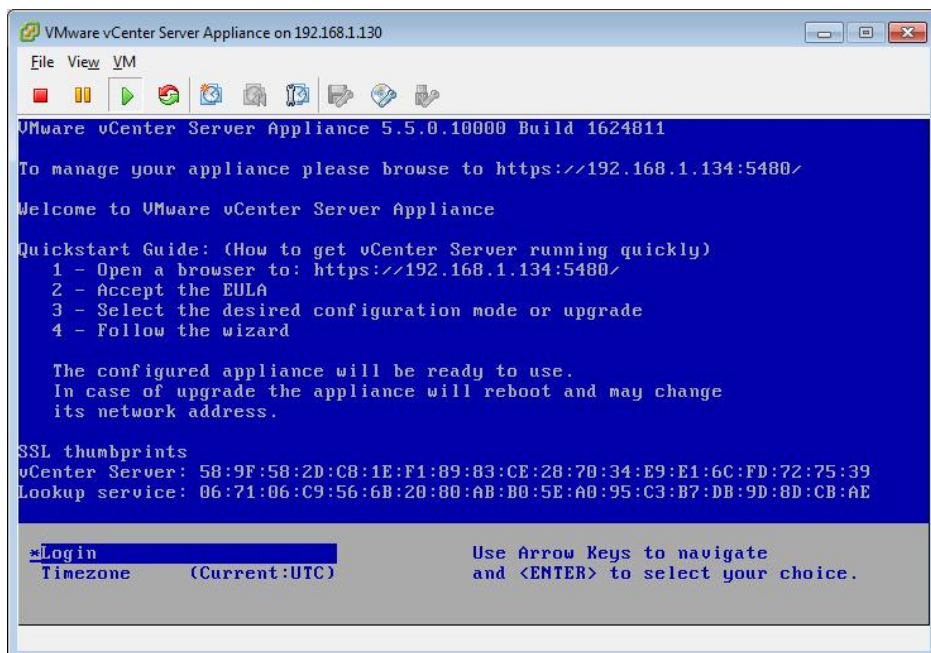 VMware vCenter Server Appliance on 192.168.1.130
File View VM
VMware vCenter Server Appliance 5.5.0.10000 Build 1624811
To manage your appliance please browse to https://192.168.1.134:5480/
Welcome to VMware vCenter Server Appliance
Quickstart Guide: (How to get vCenter Server running quickly)
1 - Open a browser to: https://192.168.1.134:5480/
2 - Accept the EULA
3 - Select the desired configuration mode or upgrade
4 - Follow the wizard
The configured appliance will be ready to use.
In case of upgrade the appliance will reboot and may change
its network address.
SSL thumbprints
vCenter Server: 58:9F:58:2D:C8:1E:F1:89:83:CE:28:70:34:E9:E1:6C:FD:72:75:39
Lookup service: 06:71:06:C9:56:6B:20:80:AB:B0:5E:A0:95:C3:B7:DB:9D:8D:CB:AE
*Login Use Arrow Keys to navigate
Timezone (Current:UTC) and <ENTER> to select your choice.